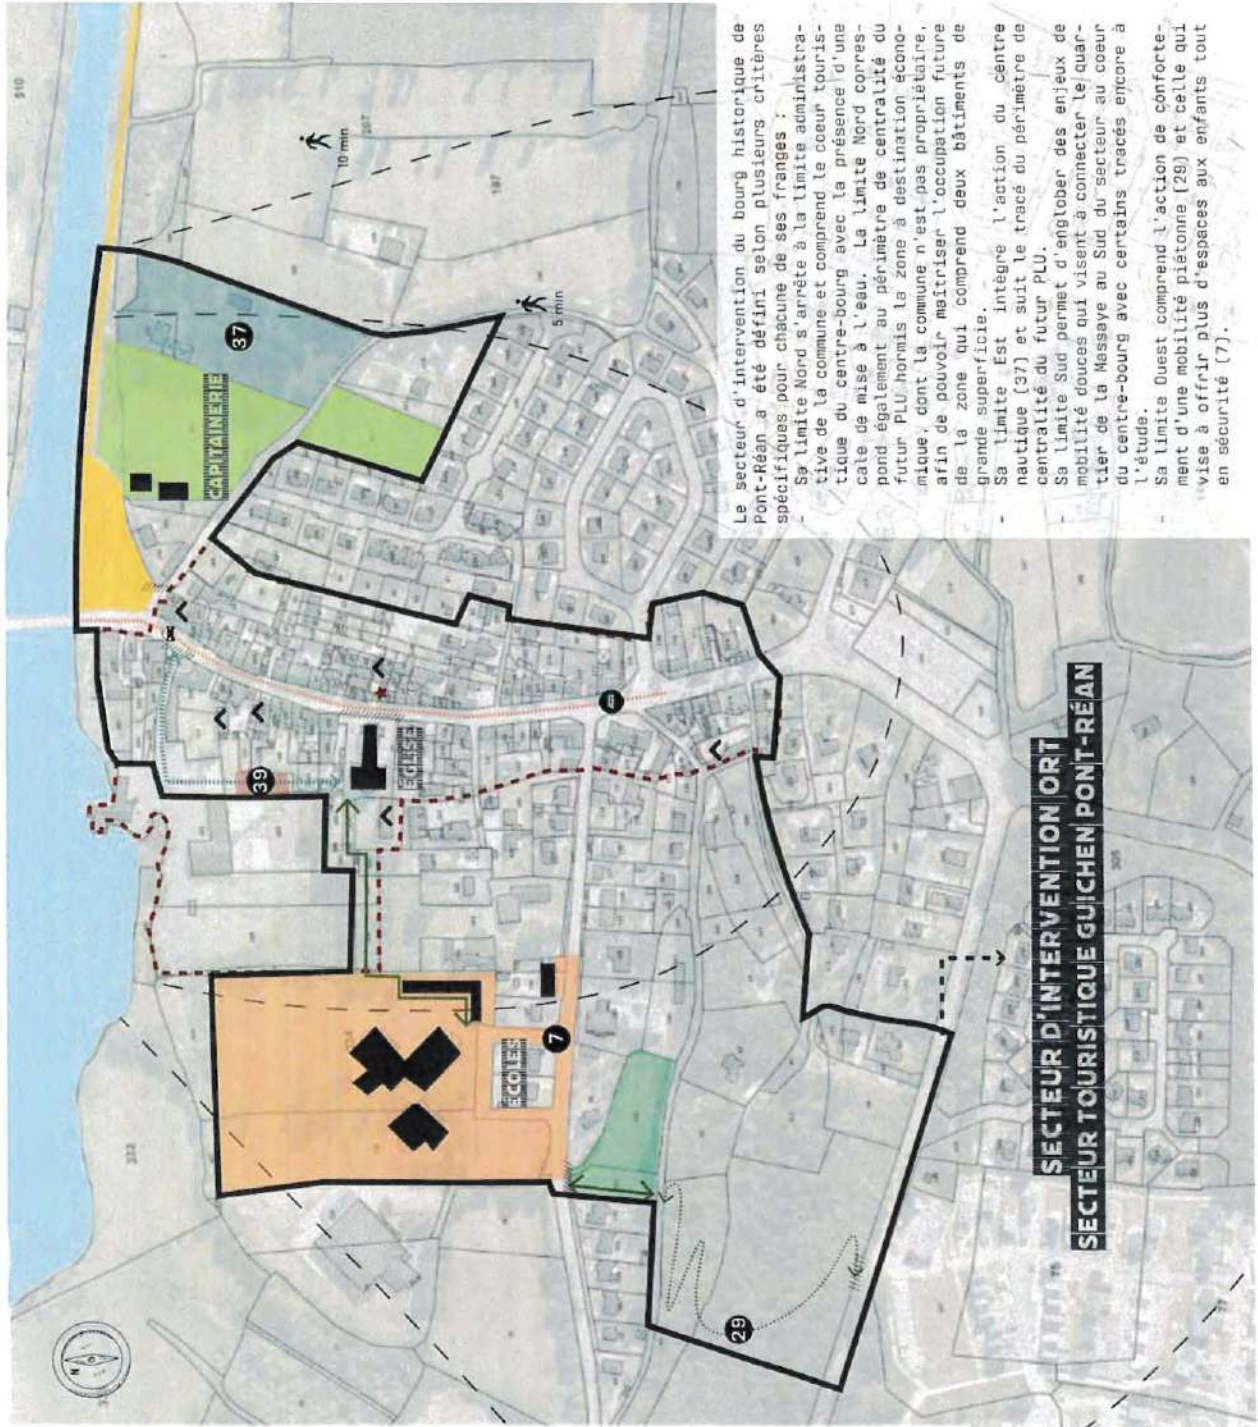 SECTEUR D'INTERVENTION ORT
SECTEUR TOURISTIQUE GUICHEN PONT-RÉAN
Le secteur d'intervention du bourg historique de
Pont-Réan a été défini selon plusieurs critères
spécifiques pour chacune de ses franges :
- Sa limite Nord s'arrête à la limite administra-
tive de la commune et comprend le cœur touris-
tique du centre-bourg avec la présence d'une
cale de mise à l'eau. La limite Nord corres-
pond également au périmètre de centralité du
futur PLU hormis la zone à destination écono-
mique, dont la commune n'est pas propriétaire,
afin de pouvoir maîtriser l'occupation future
de la zone qui comprend deux bâtiments de
grande superficie.
- Sa limite Est intègre l'action du centre
nautique (37) et suit le tracé du périmètre de
centralité du futur PLU.
- Sa limite Sud permet d'englober des enjeux de
mobilité douces qui visent à connecter le quar-
tier de la Massaye au Sud du secteur au coeur
du centre-bourg avec certains tracés encore à
l'étude.
- Sa limite Ouest comprend l'action de conforte-
ment d'une mobilité piétonne (29) et celle qui
vise à offrir plus d'espaces aux enfants tout
en sécurité (7).
CAPITAINERIE
37
10 min
5 min
39
EGLISE
ECOLES
7
29
N
510
197
332